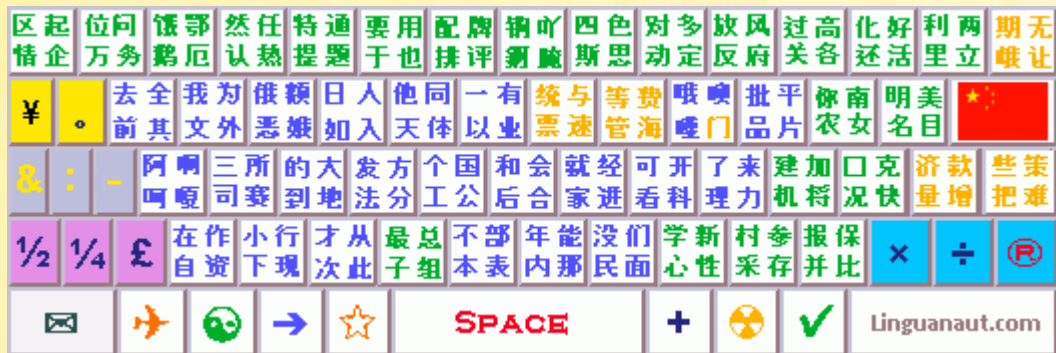 区起 位问 饿鄂 然任 特通 要用 配牌 锕吖 四色 对多 放风 过高 化好 利两 期无
情企 万务 鹅厄 认热 提题 于也 排评 锕腌 斯思 动定 反府 关各 还活 里立 峨让
¥ 。 去全 我为 俄额 日人 他同 一有 统与 等费 哦噢 批平 你南 明美
前其 文外 恶娥 如入 天体 以业 票速 管海 嚄门 品片 农女 名目
& : - 阿啊 三所 的大 发方 个国 和会 就经 可开 了来 建加 口克 济款 些策
呵嗄 司赛 到地 法分 工公 后合 家进 看科 理力 机将 况快 量增 把难
½ ¼ £ 在作 小行 才从 最总 不部 年能 没们 学新 村参 报保 × ÷ ®
自资 下现 次此 子组 本表 内那 民面 心性 采存 并比
SPACE + Linguanaut.com